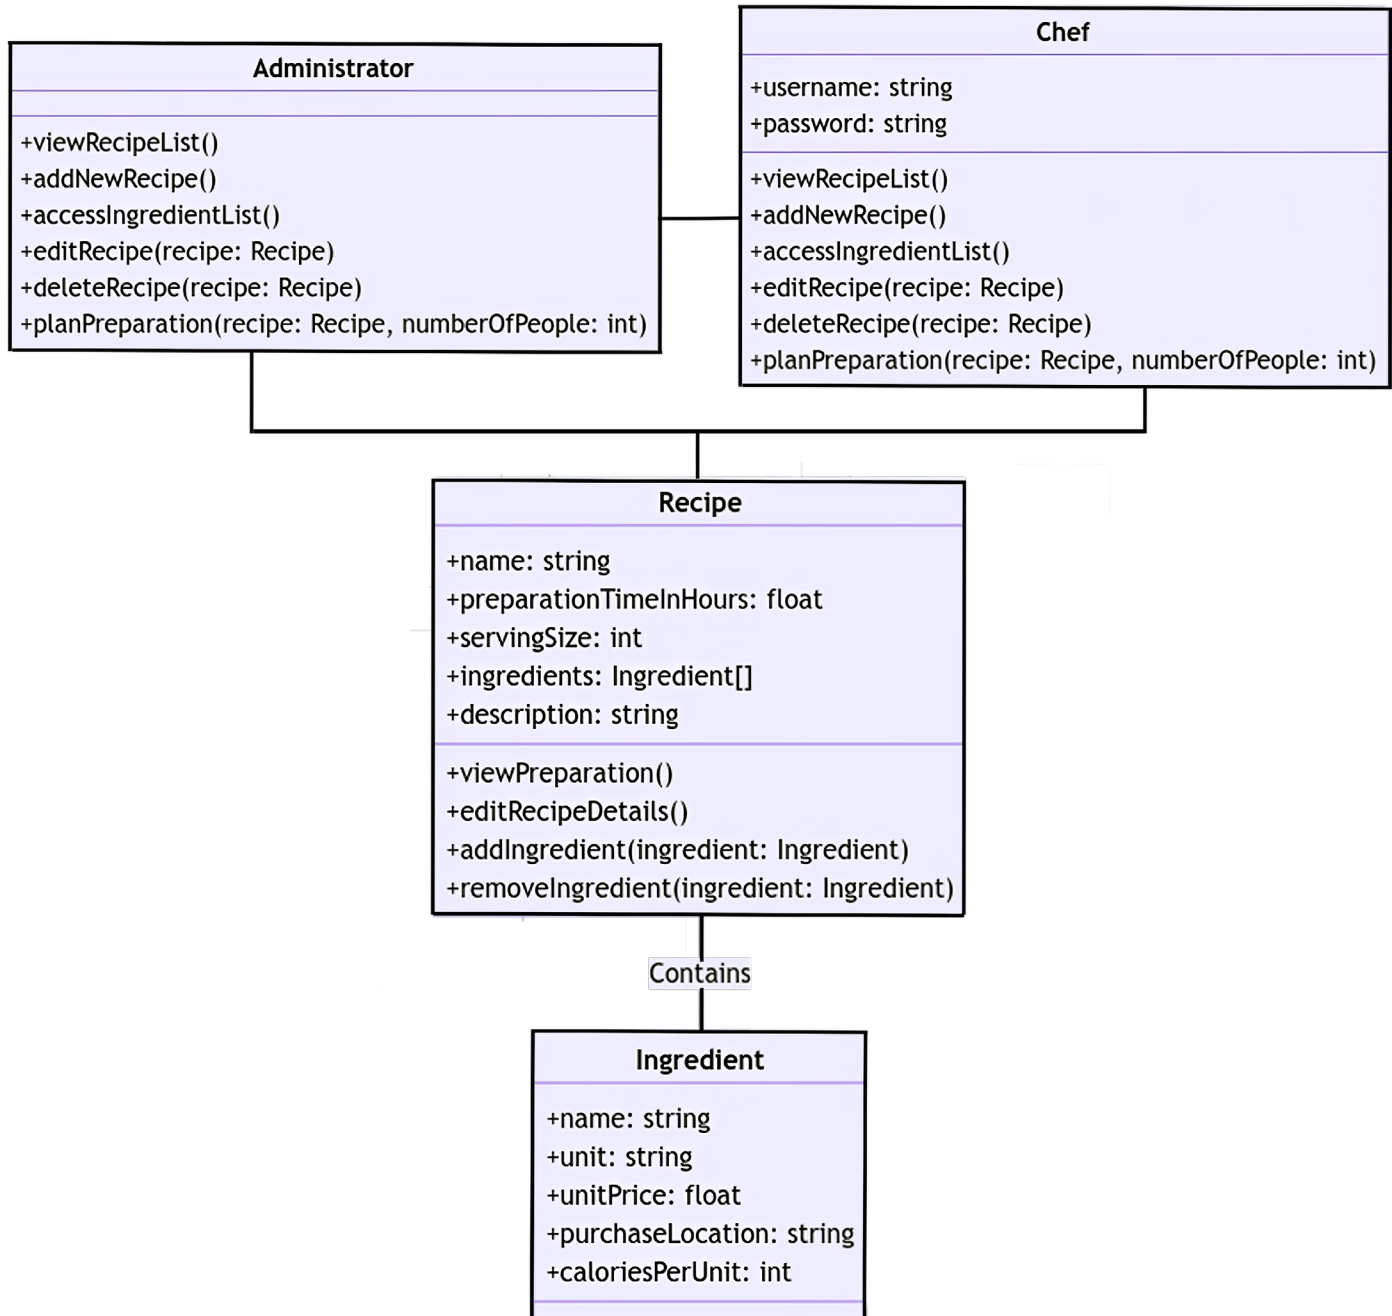 Administrator
+viewRecipeList()
+addNewRecipe()
+accessIngredientList()
+editRecipe(recipe: Recipe)
+deleteRecipe(recipe: Recipe)
+planPreparation(recipe: Recipe, numberOfPeople: int)
Chef
+username: string
+password: string
+viewRecipeList()
+addNewRecipe()
+accessIngredientList()
+editRecipe(recipe: Recipe)
+deleteRecipe(recipe: Recipe)
+planPreparation(recipe: Recipe, numberOfPeople: int)
Recipe
+name: string
+preparationTimeInHours: float
+servingSize: int
+ingredients: Ingredient[]
+description: string
+viewPreparation()
+editRecipeDetails()
+addIngredient(ingredient: Ingredient)
+removeIngredient(ingredient: Ingredient)
Contains
Ingredient
+name: string
+unit: string
+unitPrice: float
+purchaseLocation: string
+caloriesPerUnit: int